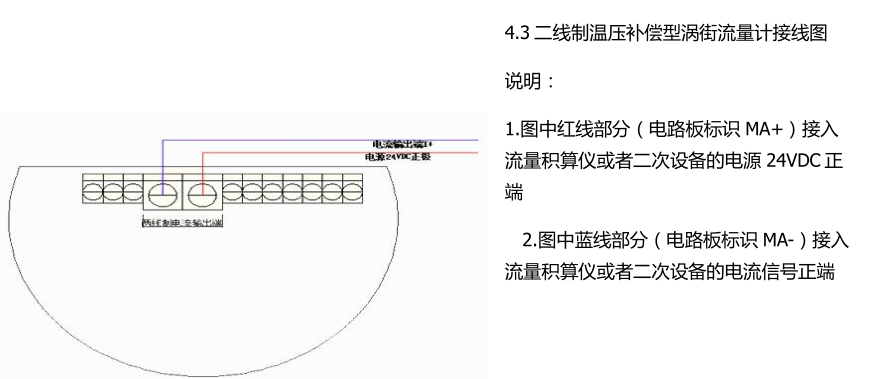 4.3 二线制温压补偿型涡街流量计接线图
说明：
1.图中红线部分（电路板标识 MA+）接入
流量积算仪或者二次设备的电源 24VDC 正
端
2.图中蓝线部分（电路板标识 MA-）接入
流量积算仪或者二次设备的电流信号正端
电流输出端I+
电源24VDC正极
两线制电流输出端